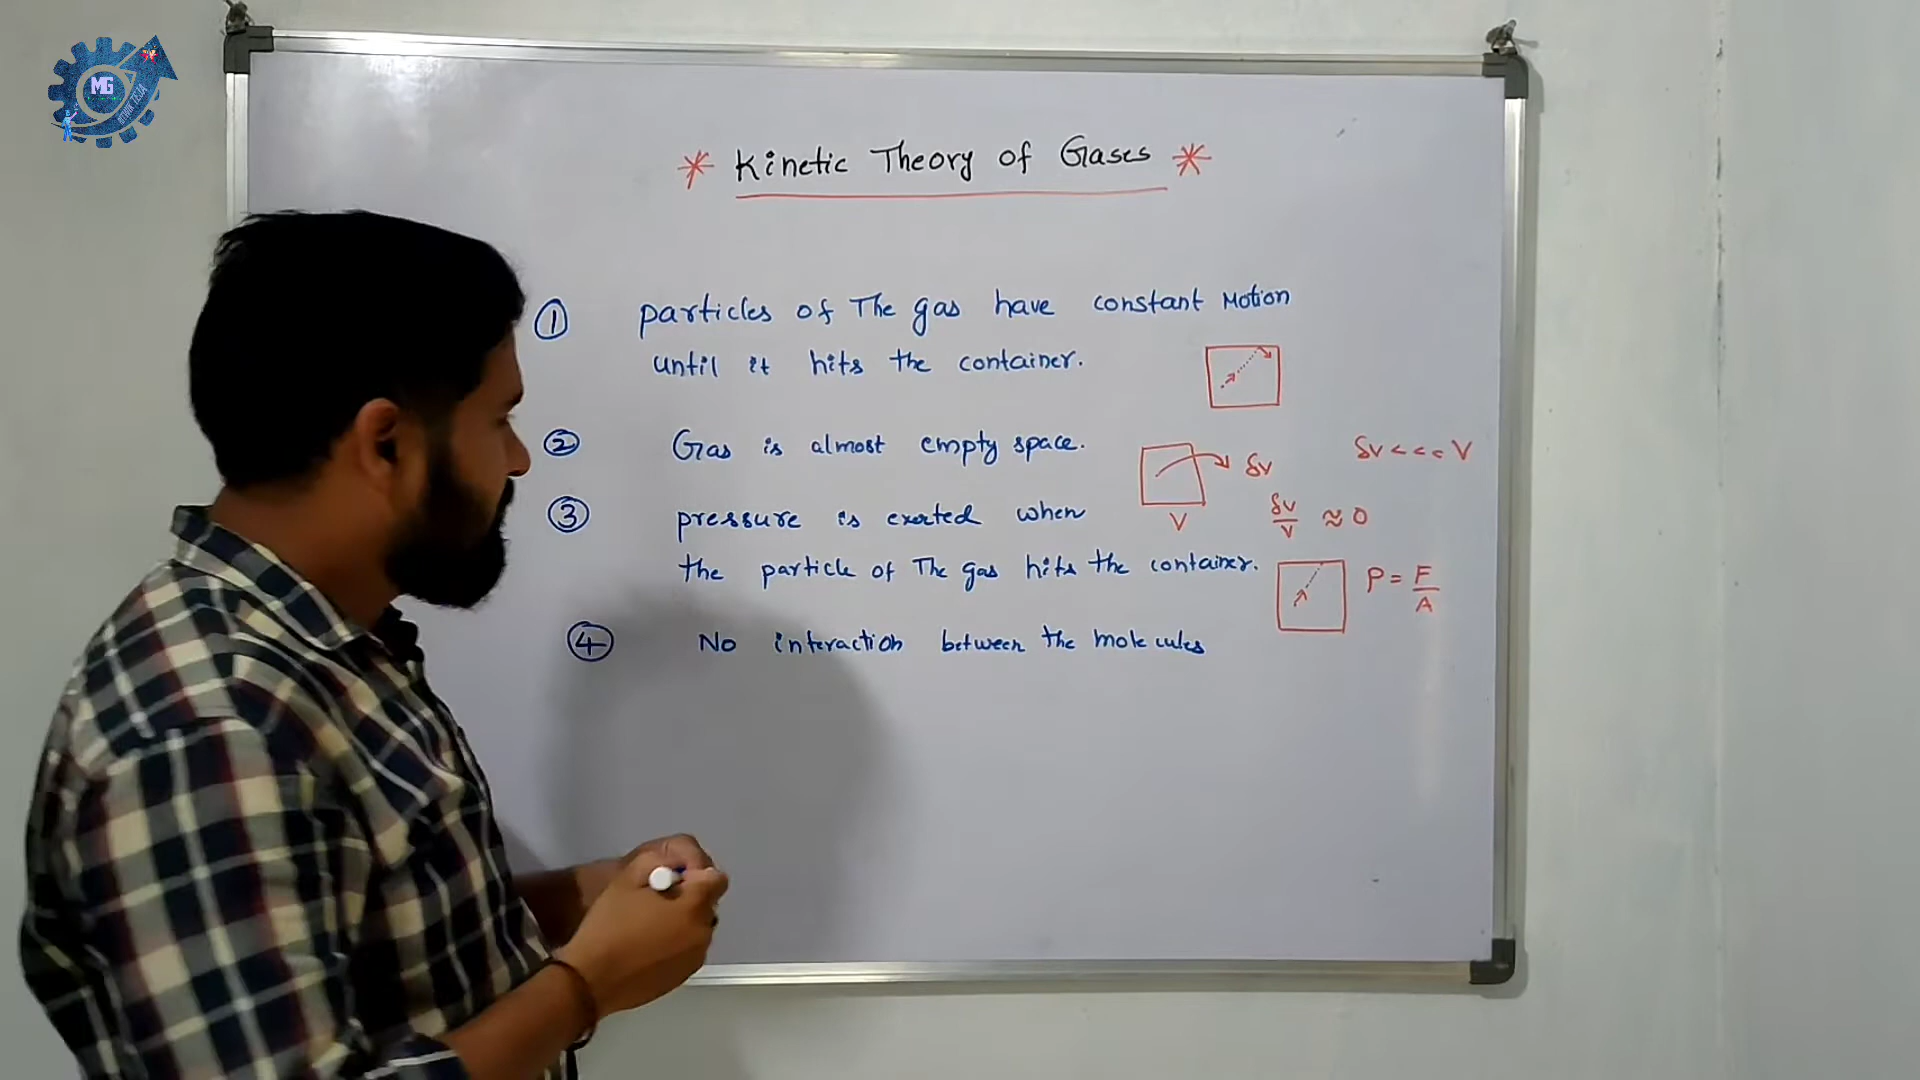 MG
* Kinetic Theory of Gases *
① particles of The gas have constant Motion
until it hits the container.
② Gas is almost empty space. δv δv<<<V
V δv/V ≈ 0
③ pressure is exerted when
the particle of The gas hits the container. P = F/A
④ No interaction between the molecules